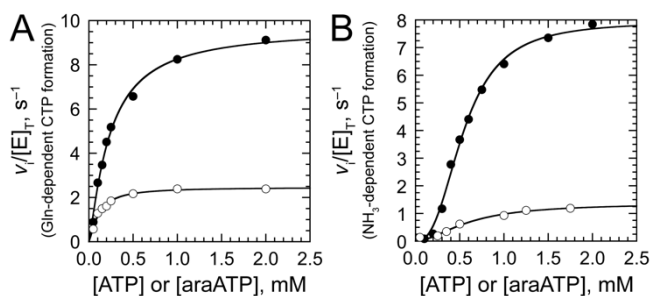 A
10
8
6
4
2
0
vᵢ/[E]ᴛ, s⁻¹
(Gln-dependent CTP formation)
0.0 0.5 1.0 1.5 2.0 2.5
[ATP] or [araATP], mM
B
8
7
6
5
4
3
2
1
0
vᵢ/[E]ᴛ, s⁻¹
(NH₃-dependent CTP formation)
0.0 0.5 1.0 1.5 2.0 2.5
[ATP] or [araATP], mM